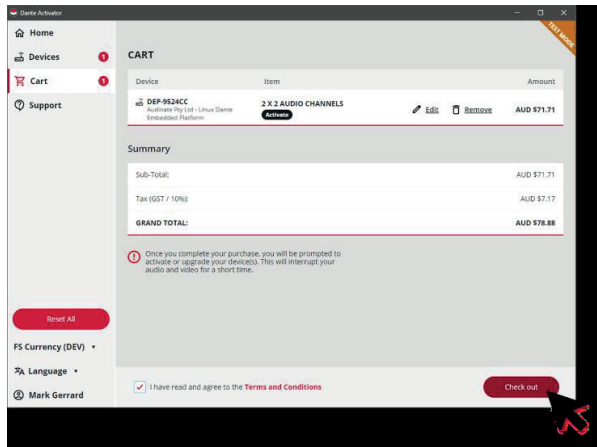 Dante Activator
TEST MODE
Home
Devices 1
Cart 1
Support
CART
Device Item Amount
DEP-9524CC
Audinate Pty Ltd - Linux Dante
Embedded Platform
2 X 2 AUDIO CHANNELS
Activate
Edit Remove AUD $71.71
Summary
Sub-Total: AUD $71.71
Tax (GST / 10%): AUD $7.17
GRAND TOTAL: AUD $78.88
Once you complete your purchase, you will be prompted to
activate or upgrade your device(s). This will interrupt your
audio and video for a short time.
Reset All
FS Currency (DEV)
Language
Mark Gerrard
I have read and agree to the Terms and Conditions
Check out